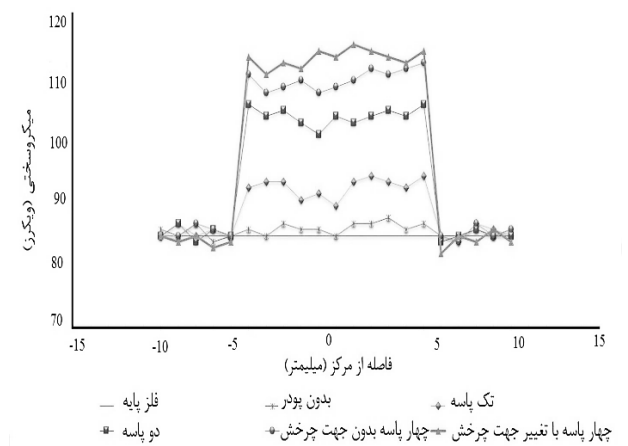 120
110
100
90
80
70
میکروسختی (ویکرز)
-15 -10 -5 0 5 10 15
فاصله از مرکز (میلیمتر)
فلز پایه بدون پودر تک پاسه
دو پاسه چهار پاسه بدون جهت چرخش چهار پاسه با تغییر جهت چرخش